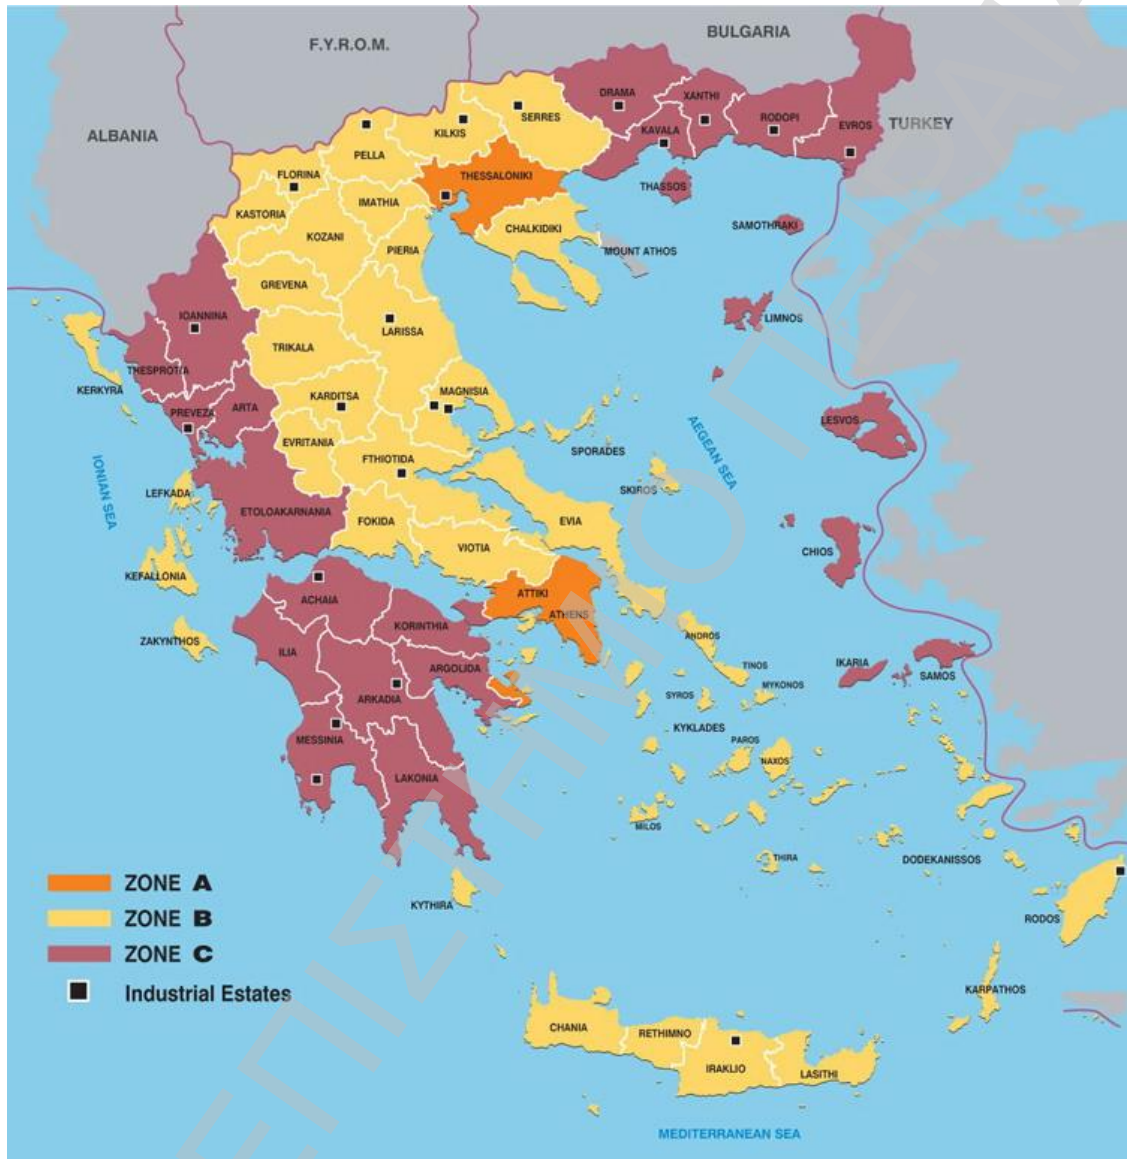 BULGARIA
F.Y.R.O.M.
ALBANIA
TURKEY
DRAMA
XANTHI
RODOPI
EVROS
KAVALA
SERRES
KILKIS
PELLA
THESSALONIKI
FLORINA
IMATHIA
KASTORIA
KOZANI
PIERIA
CHALKIDIKI
MOUNT ATHOS
THASSOS
SAMOTHRAKI
GREVENA
IOANNINA
LARISSA
LIMNOS
TRIKALA
THESPROTIA
KERKYRA
KARDITSA
MAGNISIA
PREVEZA
ARTA
LESVOS
EVRITANIA
SPORADES
AEGEAN SEA
FTHIOTIDA
IONIAN SEA
LEFKADA
SKIROS
ETOLOAKARNANIA
FOKIDA
EVIA
VIOTIA
CHIOS
KEFALLONIA
ACHAIA
ATTIKI
ATHENS
KORINTHIA
ZAKYNTHOS
ILIA
ANDROS
ARGOLIDA
TINOS
IKARIA
SAMOS
ARKADIA
SYROS
MYKONOS
KYKLADES
MESSINIA
PAROS
NAXOS
LAKONIA
MILOS
THIRA
DODEKANISSOS
KYTHIRA
RODOS
KARPATHOS
ZONE A
ZONE B
ZONE C
Industrial Estates
CHANIA
RETHIMNO
IRAKLIO
LASITHI
MEDITERRANEAN SEA